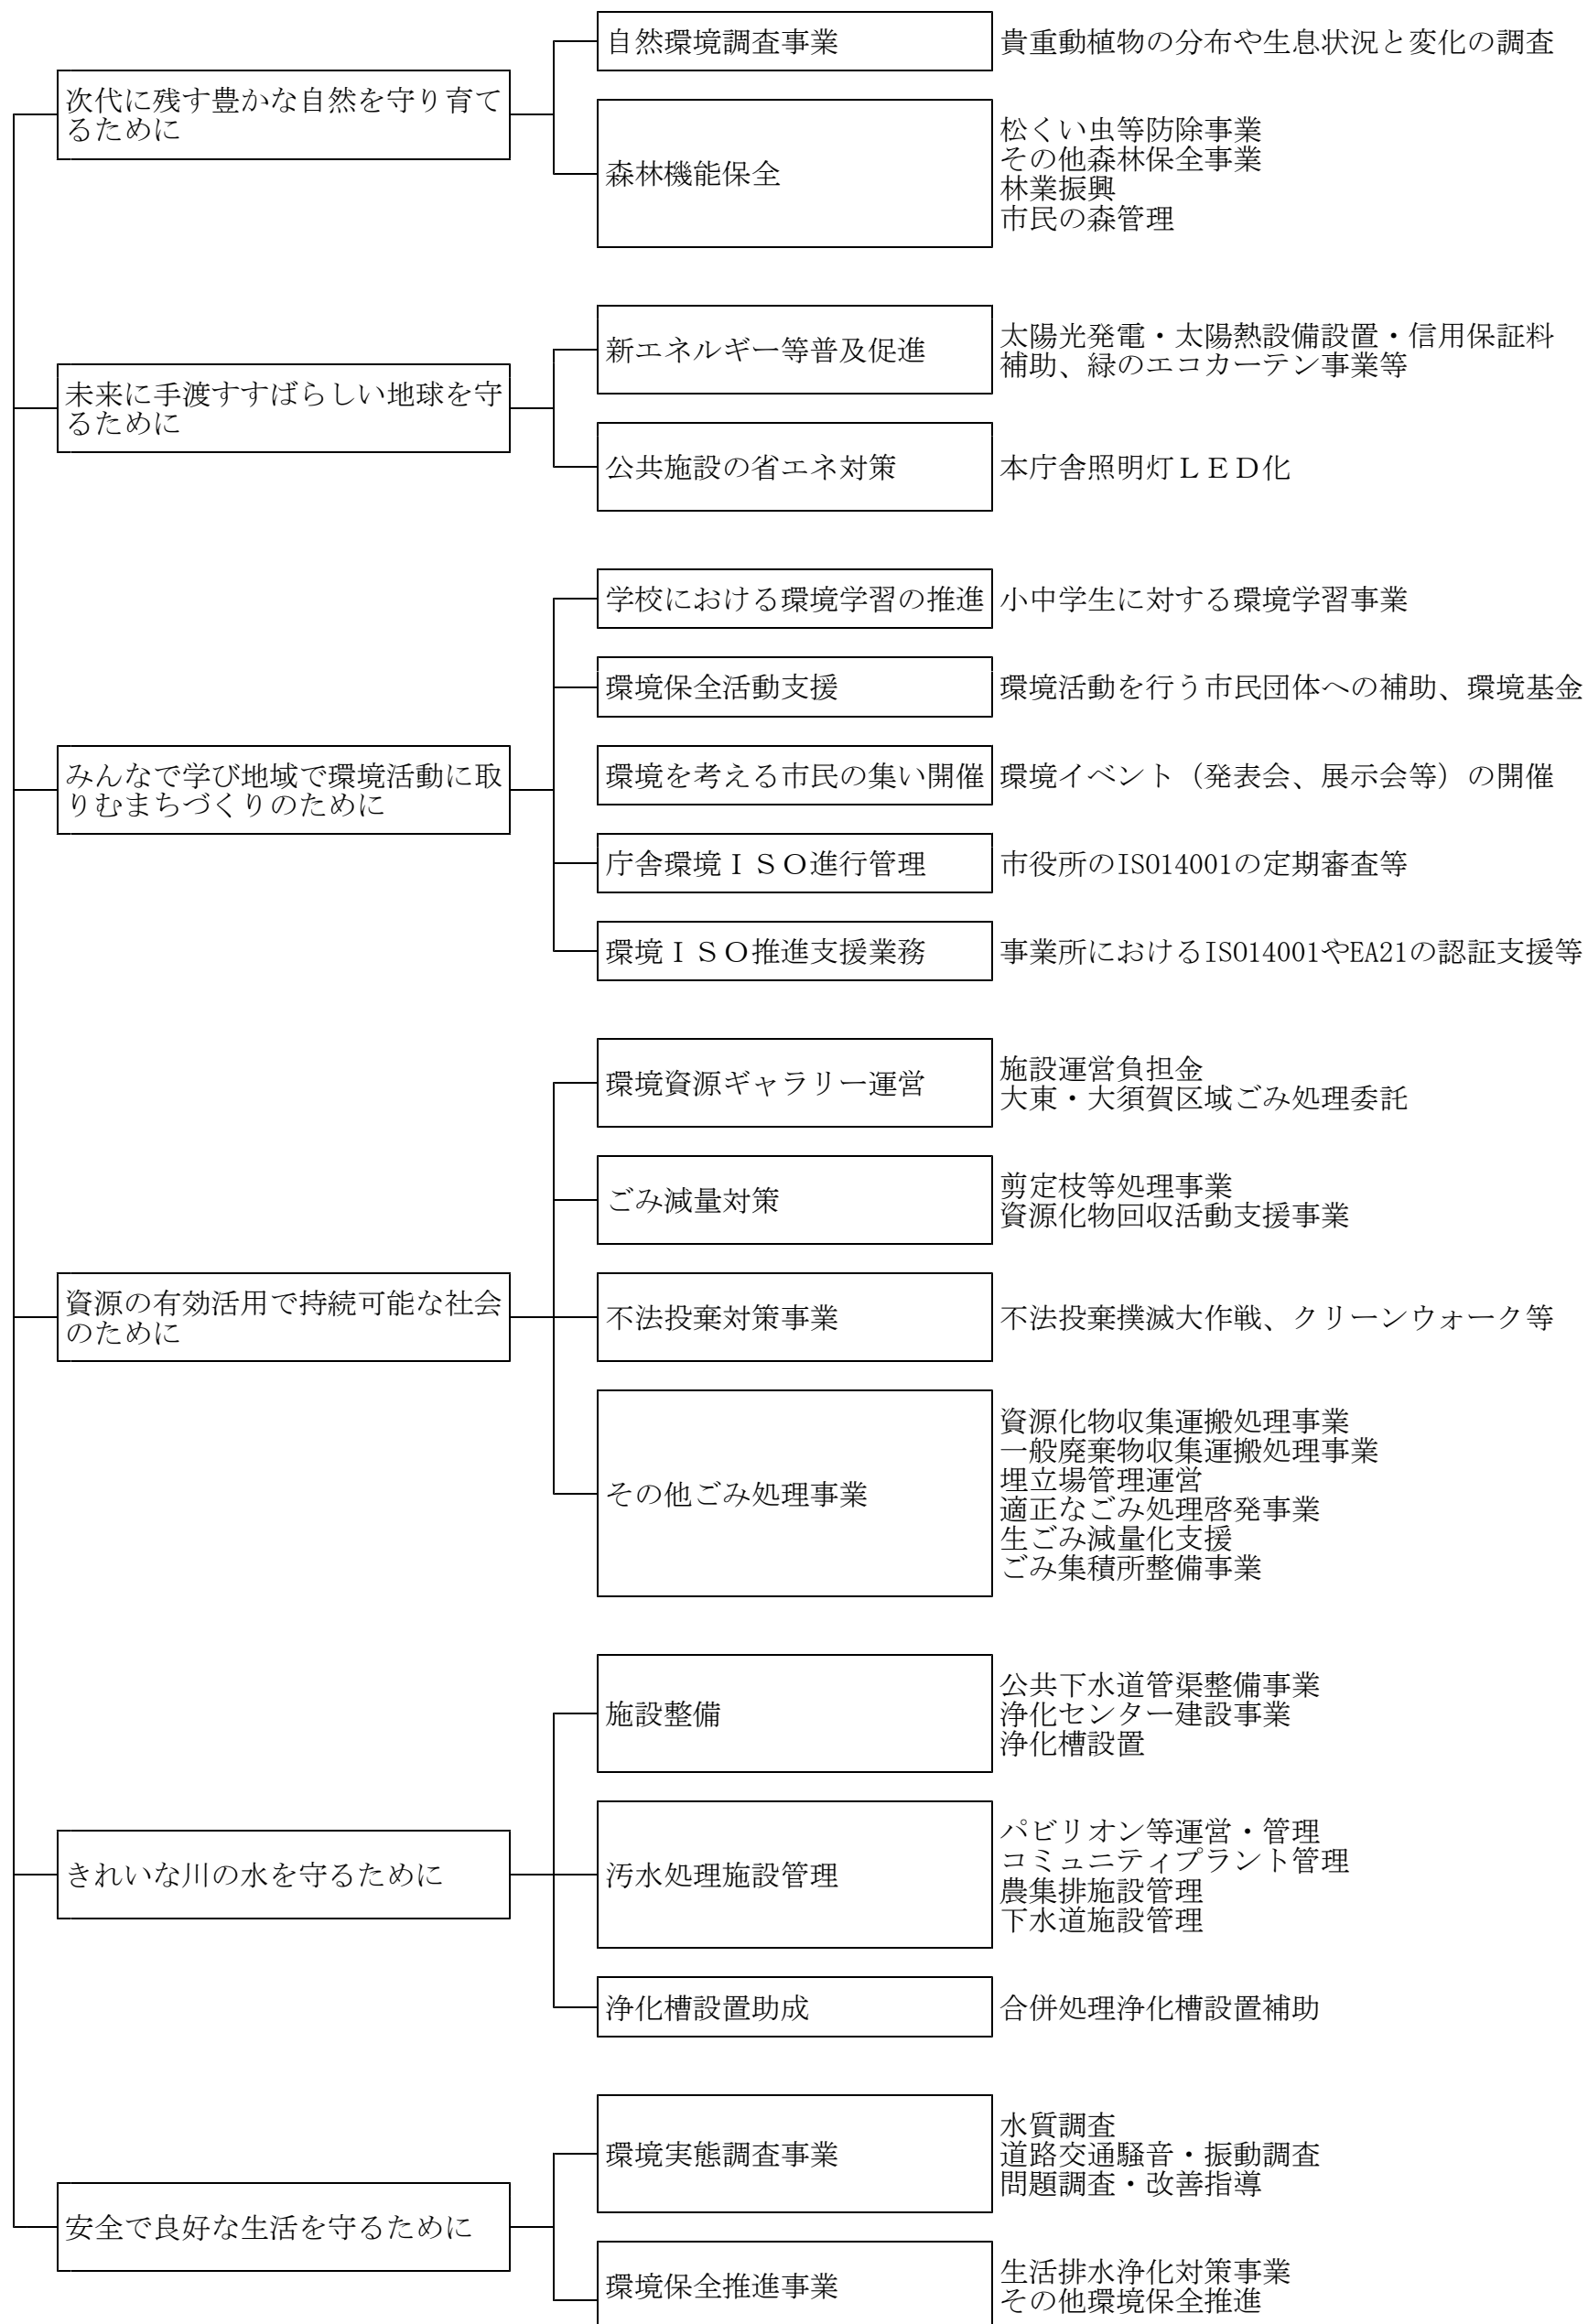 次代に残す豊かな自然を守り育て
るために
自然環境調査事業
貴重動植物の分布や生息状況と変化の調査
森林機能保全
松くい虫等防除事業
その他森林保全事業
林業振興
市民の森管理
未来に手渡すすばらしい地球を守
るために
新エネルギー等普及促進
太陽光発電・太陽熱設備設置・信用保証料
補助、緑のエコカーテン事業等
公共施設の省エネ対策
本庁舎照明灯ＬＥＤ化
みんなで学び地域で環境活動に取
りむまちづくりのために
学校における環境学習の推進
小中学生に対する環境学習事業
環境保全活動支援
環境活動を行う市民団体への補助、環境基金
環境を考える市民の集い開催
環境イベント（発表会、展示会等）の開催
庁舎環境ＩＳＯ進行管理
市役所のISO14001の定期審査等
環境ＩＳＯ推進支援業務
事業所におけるISO14001やEA21の認証支援等
資源の有効活用で持続可能な社会
のために
環境資源ギャラリー運営
施設運営負担金
大東・大須賀区域ごみ処理委託
ごみ減量対策
剪定枝等処理事業
資源化物回収活動支援事業
不法投棄対策事業
不法投棄撲滅大作戦、クリーンウォーク等
その他ごみ処理事業
資源化物収集運搬処理事業
一般廃棄物収集運搬処理事業
埋立場管理運営
適正なごみ処理啓発事業
生ごみ減量化支援
ごみ集積所整備事業
きれいな川の水を守るために
施設整備
公共下水道管渠整備事業
浄化センター建設事業
浄化槽設置
汚水処理施設管理
パビリオン等運営・管理
コミュニティプラント管理
農集排施設管理
下水道施設管理
浄化槽設置助成
合併処理浄化槽設置補助
安全で良好な生活を守るために
環境実態調査事業
水質調査
道路交通騒音・振動調査
問題調査・改善指導
環境保全推進事業
生活排水浄化対策事業
その他環境保全推進